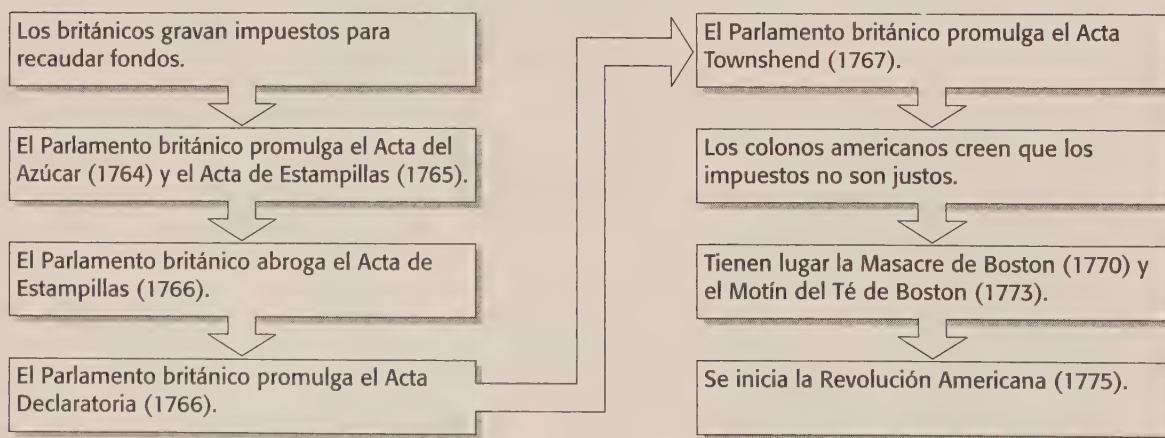 Los británicos gravan impuestos para
recaudar fondos.
El Parlamento británico promulga el Acta del
Azúcar (1764) y el Acta de Estampillas (1765).
El Parlamento británico abroga el Acta de
Estampillas (1766).
El Parlamento británico promulga el Acta
Declaratoria (1766).
El Parlamento británico promulga el Acta
Townshend (1767).
Los colonos americanos creen que los
impuestos no son justos.
Tienen lugar la Masacre de Boston (1770) y
el Motín del Té de Boston (1773).
Se inicia la Revolución Americana (1775).